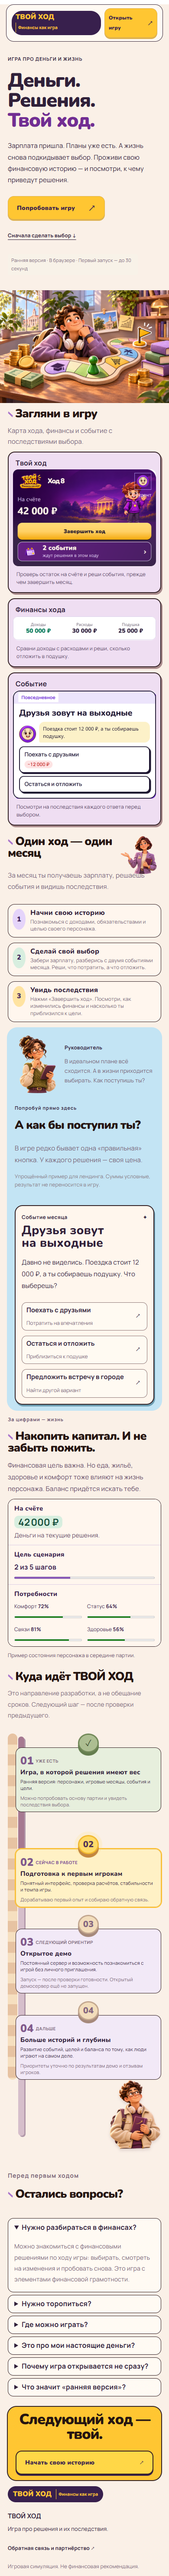 ТВОЙ ХОД
Финансы как игра
Открыть
игру
ИГРА ПРО ДЕНЬГИ И ЖИЗНЬ
Деньги.
Решения.
Твой ход.
Зарплата пришла. Планы уже есть. А жизнь
снова подкидывает выбор. Проживи свою
финансовую историю — и посмотри, к чему
приведут решения.
Попробовать игру
Сначала сделать выбор ↓
Ранняя версия · В браузере · Первый запуск — до 30
секунд
Загляни в игру
Карта хода, финансы и событие с
последствиями выбора.
Твой ход
ТВОЙ ХОД
Ход 8
На счёте
42 000 ₽
Завершить ход
2 события
ждут решения в этом ходу
Проверь остаток на счёте и реши события, прежде
чем завершить месяц.
Финансы хода
Доходы
Расходы
Подушка
50 000 ₽
30 000 ₽
25 000 ₽
Сравни доходы с расходами и реши, сколько
отложить в подушку.
Событие
Повседневное
Друзья зовут на выходные
Поездка стоит 12 000 ₽, а ты собираешь
подушку.
Поехать с друзьями
−12 000 ₽
Остаться и отложить
Посмотри на последствия каждого ответа перед
выбором
Один ход — один
месяц
За месяц ты получаешь зарплату, решаешь
события и видишь последствия.
1
Начни свою историю
Познакомься с доходами, обязательствами и
целью своего персонажа.
2
Сделай свой выбор
Забери зарплату, разберись с двумя событиями
месяца. Реши, что потратить, а что отложить.
3
Увидь последствия
Нажми «Завершить ход». Посмотри, как
изменились финансы и насколько ты
приблизился к цели.
Руководитель
В идеальном плане всё
сходится. А в жизни приходится
выбирать. Как поступишь ты?
Попробуй прямо здесь
А как бы поступил ты?
В игре редко бывает одна «правильная»
кнопка. У каждого решения — своя цена.
Упрощённый пример для лендинга. Суммы условные,
результат не переносится в игру.
Событие месяца
Друзья зовут
на выходные
Давно не виделись. Поездка стоит 12
000 ₽, а ты собираешь подушку. Что
выберешь?
Поехать с друзьями
Потратить на впечатления
Остаться и отложить
Приблизиться к подушке
Предложить встречу в городе
Найти другой вариант
За цифрами — жизнь
Накопить капитал. И не
забыть пожить.
Финансовая цель важна. Но еда, жильё,
здоровье и комфорт тоже влияют на жизнь
персонажа. Баланс придётся искать тебе.
На счёте
42 000 ₽
Деньги на текущие решения.
Цель сценария
2 из 5 шагов
Потребности
Комфорт 72%
Статус 64%
Связи 81%
Здоровье 56%
Пример состояния персонажа в середине партии.
Куда идёт ТВОЙ ХОД
Это направление разработки, а не обещание
сроков. Следующий шаг — после проверки
предыдущего.
01 УЖЕ ЕСТЬ
Игра, в которой решения имеют вес
Ранняя версия: персонажи, игровые месяцы, события и
цели.
Можно попробовать основу партии и увидеть
последствия выбора.
02
02 СЕЙЧАС В РАБОТЕ
Подготовка к первым игрокам
Понятный интерфейс, проверка расчётов, стабильности
и темпа игры.
Дорабатываем первый опыт и собираем обратную связь.
03
03 СЛЕДУЮЩИЙ ОРИЕНТИР
Открытое демо
Постоянный сервер и возможность познакомиться с
игрой без личного приглашения.
Запуск — после проверки готовности. Открытый
демосервер ещё не запущен.
04
04 ДАЛЬШЕ
Больше историй и глубины
Развитие событий, целей и баланса по тому, как люди
играют на самом деле.
Приоритеты уточню по результатам демо и отзывам
игроков.
Перед первым ходом
Остались вопросы?
Нужно разбираться в финансах?
Можно знакомиться с финансовыми
решениями по ходу игры: выбирать, смотреть
на изменения и пробовать снова. Это игра с
элементами финансовой грамотности.
Нужно торопиться?
Где можно играть?
Это про мои настоящие деньги?
Почему игра открывается не сразу?
Что значит «ранняя версия»?
Следующий ход —
твой.
Начать свою историю
ТВОЙ ХОД
Финансы как игра
ТВОЙ ХОД
Игра про решения и их последствия.
Обратная связь и партнёрство
Игровая симуляция. Не финансовая рекомендация.